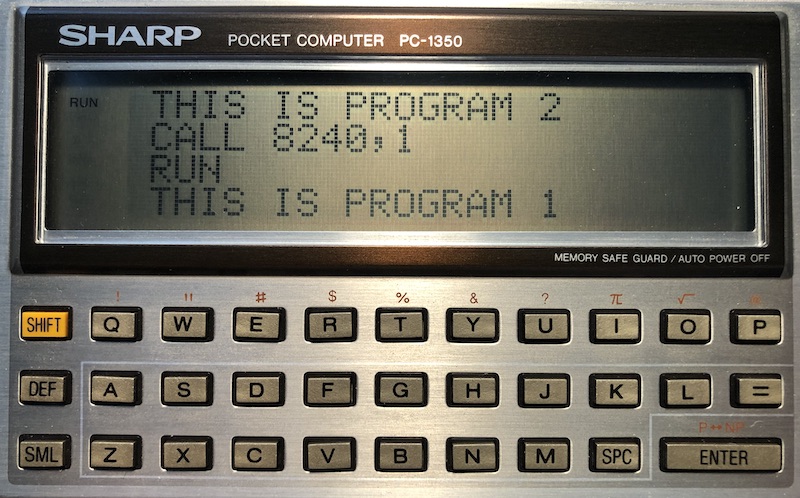 SHARP POCKET COMPUTER PC-1350
RUN
THIS IS PROGRAM 2
CALL 8240,1
RUN
THIS IS PROGRAM 1
MEMORY SAFE GUARD / AUTO POWER OFF
! " # $ % & ? π √
SHIFT Q W E R T Y U I O P
DEF A S D F G H J K L =
P↔NP
SML Z X C V B N M SPC ENTER